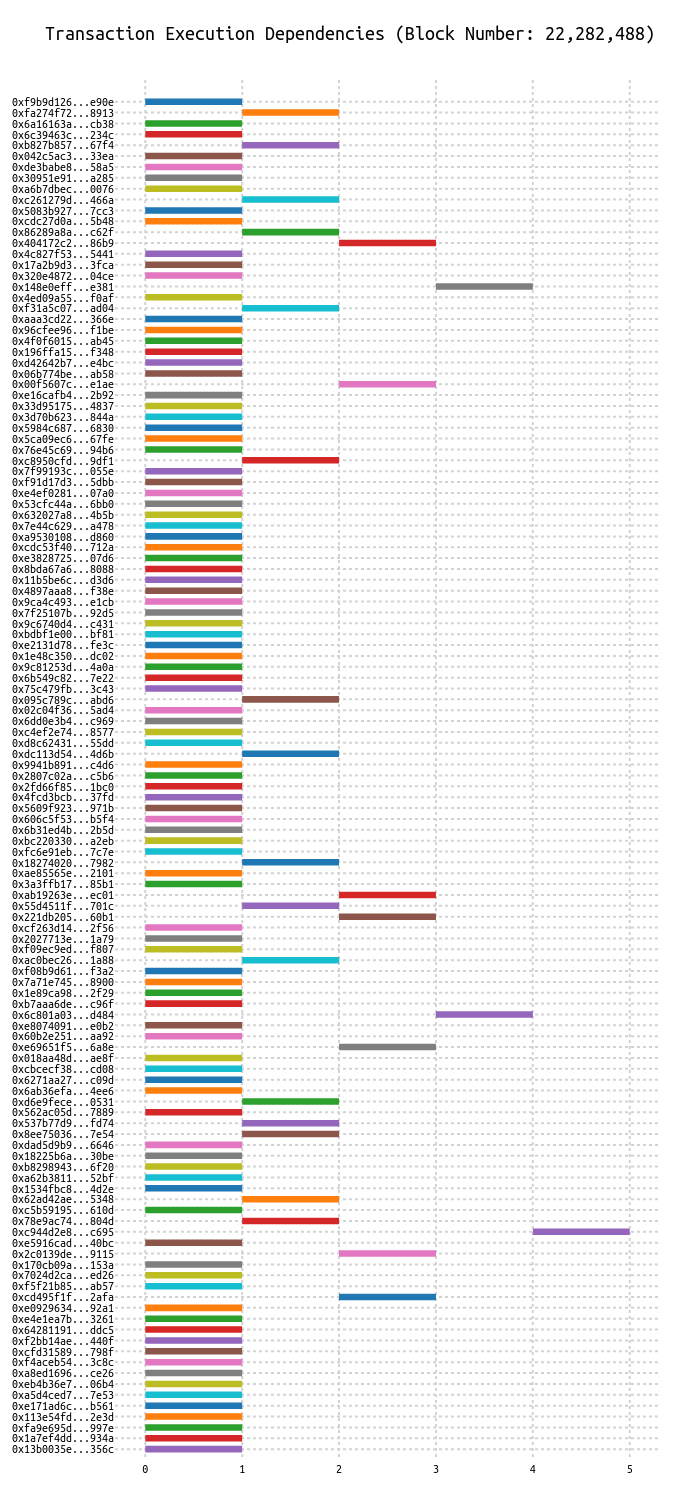 Transaction Execution Dependencies (Block Number: 22,282,488)
0xf9b9d126...e90e
0xfa274f72...8913
0x6a16163a...cb38
0x6c39463c...234c
0xb827b857...67f4
0x042c5ac3...33ea
0xde3babe8...58a5
0x30951e91...a285
0xa6b7dbec...0076
0xc261279d...466a
0x5083b927...7cc3
0xcdc27d0a...5b48
0x86289a8a...c62f
0x404172c2...86b9
0x4c827f53...5441
0x17a2b9d3...3fca
0x320e4872...04ce
0x148e0eff...e381
0x4ed09a55...f0af
0xf31a5c07...ad04
0xaaa3cd22...366e
0x96cfee96...f1be
0x4f0f6015...ab45
0x196ffa15...f348
0xd42642b7...e4bc
0x06b774be...ab58
0x00f5607c...e1ae
0xe16cafb4...2b92
0x33d95175...4837
0x3d70b623...844a
0x5984c687...6830
0x5ca09ec6...67fe
0x76e45c69...94b6
0xc8950cfd...9df1
0x7f99193c...055e
0xf91d17d3...5dbb
0xe4ef0281...07a0
0x53cfc44a...6bb0
0x632027a8...4b5b
0x7e44c629...a478
0xa9530108...d860
0xcdc53f40...712a
0xe3828725...07d6
0x8bda67a6...8088
0x11b5be6c...d3d6
0x4897aaa8...f38e
0x9ca4c493...e1cb
0x7f25107b...92d5
0x9c6740d4...c431
0xbdbf1e00...bf81
0xe2131d78...fe3c
0x1e48c350...dc02
0x9c81253d...4a0a
0x6b549c82...7e22
0x75c479fb...3c43
0x095c789c...abd6
0x02c04f36...5ad4
0x6dd0e3b4...c969
0xc4ef2e74...8577
0xd8c62431...55dd
0xdc113d54...4d6b
0x9941b891...c4d6
0x2807c02a...c5b6
0x2fd66f85...1bc0
0x4fcd3bcb...37fd
0x5609f923...971b
0x606c5f53...b5f4
0x6b31ed4b...2b5d
0xbc220330...a2eb
0xfc6e91eb...7c7e
0x18274020...7982
0xae85565e...2101
0x3a3ffb17...85b1
0xab19263e...ec01
0x55d4511f...701c
0x221db205...60b1
0xcf263d14...2f56
0x2027713e...1a79
0xf09ec9ed...f807
0xac0bec26...1a88
0xf08b9d61...f3a2
0x7a71e745...8900
0x1e89ca98...2f29
0xb7aaa6de...c96f
0x6c801a03...d484
0xe8074091...e0b2
0x60b2e251...aa92
0xe69651f5...6a8e
0x018aa48d...ae8f
0xcbcecf38...cd08
0x6271aa27...c09d
0x6ab36efa...4ee6
0xd6e9fece...0531
0x562ac05d...7889
0x537b77d9...fd74
0x8ee75036...7e54
0xdad5d9b9...6646
0x18225b6a...30be
0xb8298943...6f20
0xa62b3811...52bf
0x1534fbc8...4d2e
0x62ad42ae...5348
0xc5b59195...610d
0x78e9ac74...804d
0xc944d2e8...c695
0xe5916cad...40bc
0x2c0139de...9115
0x170cb09a...153a
0x7024d2ca...ed26
0xf5f21b85...ab57
0xcd495f1f...2afa
0xe0929634...92a1
0xe4e1ea7b...3261
0x64281191...ddc5
0xf2bb14ae...440f
0xcfd31589...798f
0xf4aceb54...3c8c
0xa8ed1696...ce26
0xeb4b36e7...06b4
0xa5d4ced7...7e53
0xe171ad6c...b561
0x113e54fd...2e3d
0xfa9e695d...997e
0x1a7ef4dd...934a
0x13b0035e...356c
0 1 2 3 4 5